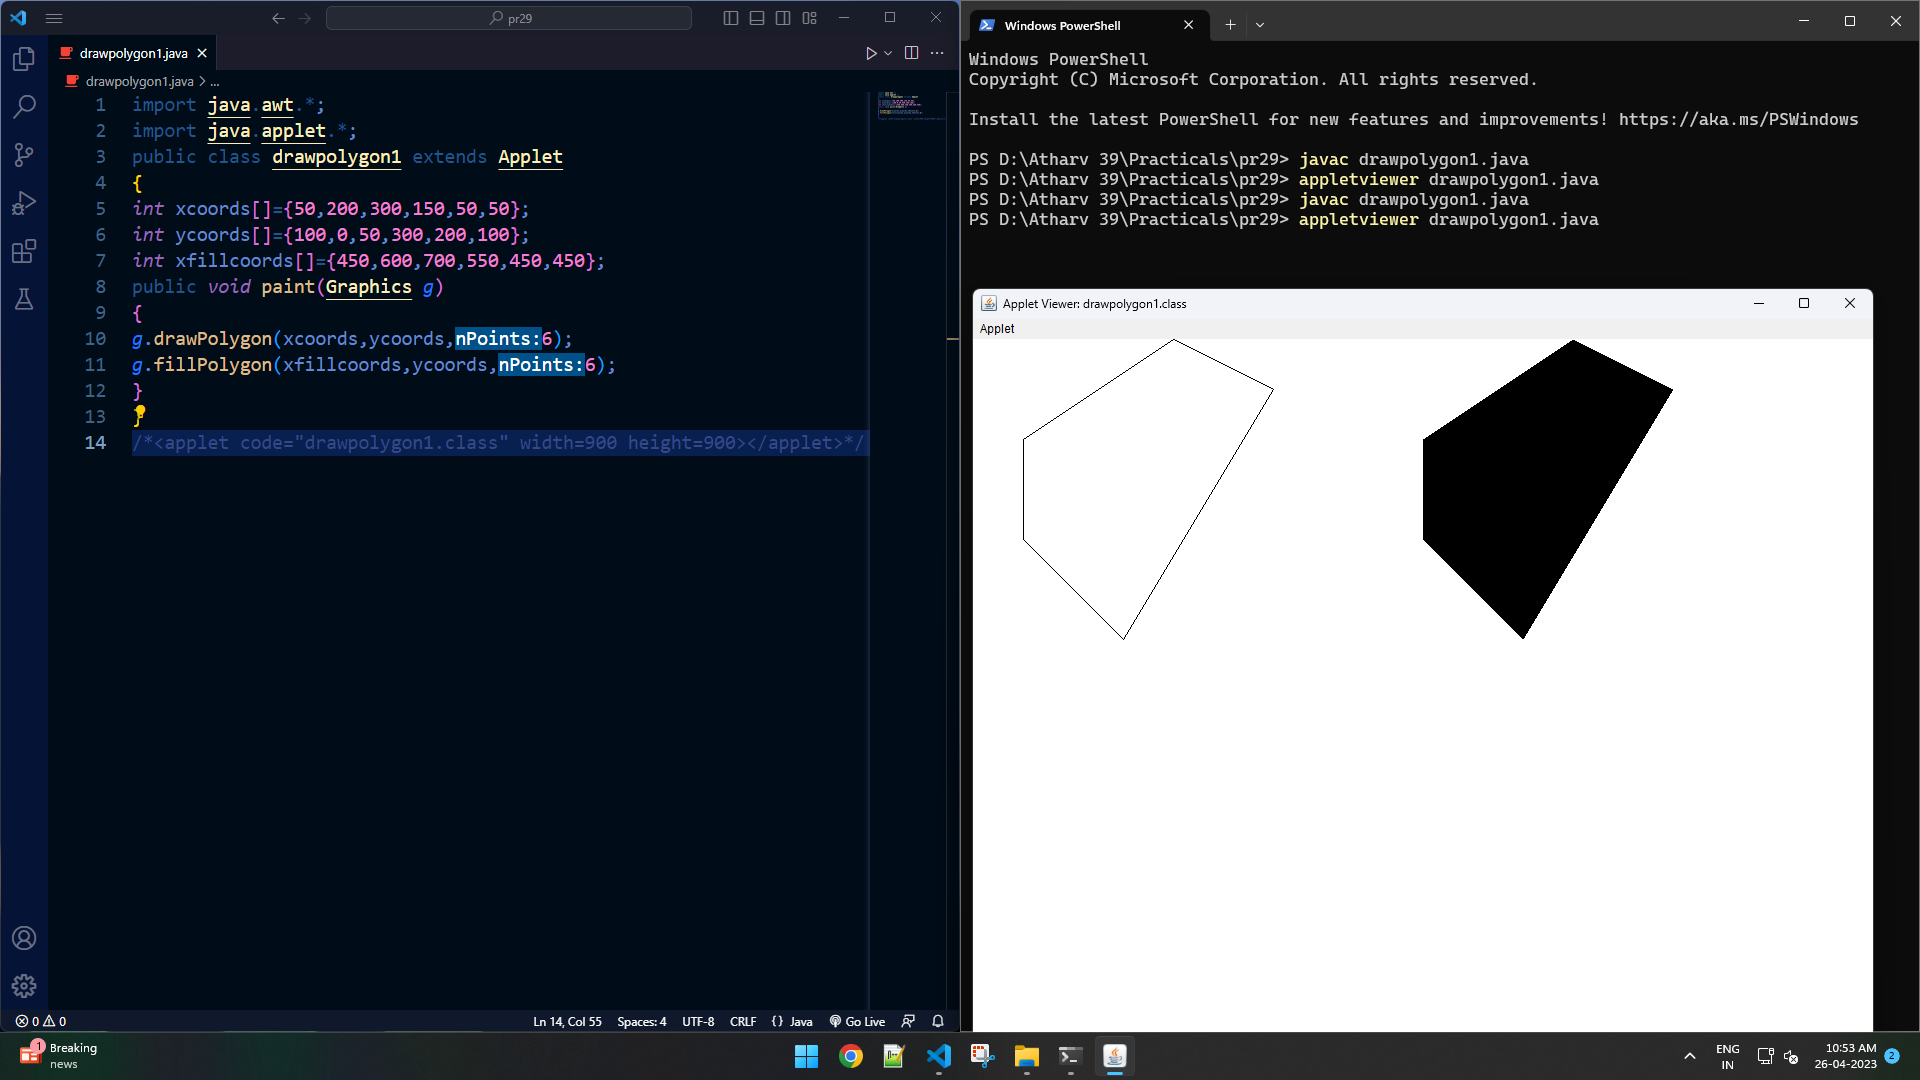 pr29
drawpolygon1.java
drawpolygon1.java > ...
1 import java.awt.*;
2 import java.applet.*;
3 public class drawpolygon1 extends Applet
4 {
5 int xcoords[]={50,200,300,150,50,50};
6 int ycoords[]={100,0,50,300,200,100};
7 int xfillcoords[]={450,600,700,550,450,450};
8 public void paint(Graphics g)
9 {
10 g.drawPolygon(xcoords,ycoords,nPoints:6);
11 g.fillPolygon(xfillcoords,ycoords,nPoints:6);
12 }
13 }
14 /*<applet code="drawpolygon1.class" width=900 height=900></applet>*/
0 0
Ln 14, Col 55 Spaces: 4 UTF-8 CRLF {} Java Go Live
Windows PowerShell
Windows PowerShell
Copyright (C) Microsoft Corporation. All rights reserved.
Install the latest PowerShell for new features and improvements! https://aka.ms/PSWindows
PS D:\Atharv 39\Practicals\pr29> javac drawpolygon1.java
PS D:\Atharv 39\Practicals\pr29> appletviewer drawpolygon1.java
PS D:\Atharv 39\Practicals\pr29> javac drawpolygon1.java
PS D:\Atharv 39\Practicals\pr29> appletviewer drawpolygon1.java
Applet Viewer: drawpolygon1.class
Applet
1
Breaking
news
ENG
IN
10:53 AM
26-04-2023
2